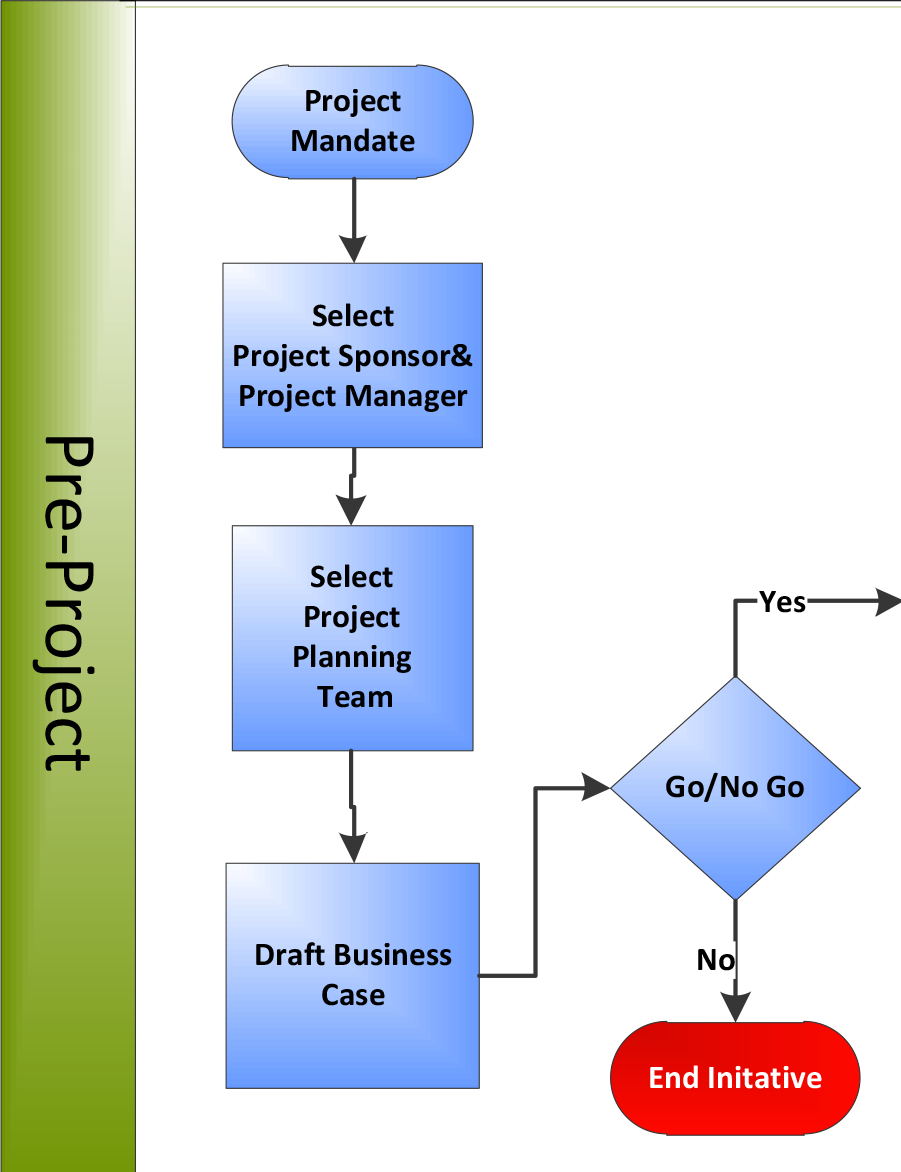 Pre-Project
Project
Mandate
Select
Project Sponsor&
Project Manager
Select
Project
Planning
Team
Draft Business
Case
Go/No Go
Yes
No
End Initative